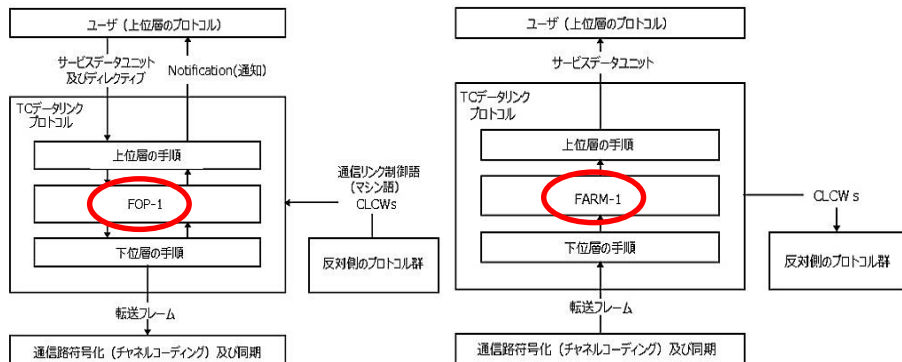 ユーザ（上位層のプロトコル）
サービスデータユニット
及びディレクティブ
Notification(通知)
TCデータリンク
プロトコル
上位層の手順
FOP-1
下位層の手順
通信リンク制御語
(マシン語)
CLCWs
反対側のプロトコル群
転送フレーム
通信路符号化（チャネルコーディング）及び同期
ユーザ（上位層のプロトコル）
サービスデータユニット
TCデータリンク
プロトコル
上位層の手順
FARM-1
下位層の手順
CLCWs
反対側のプロトコル群
転送フレーム
通信路符号化（チャネルコーディング）及び同期